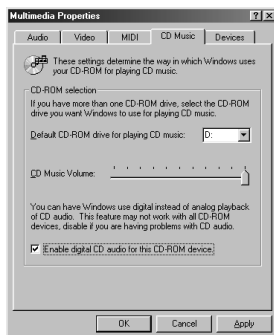 Multimedia Properties
Audio Video MIDI CD Music Devices
These settings determine the way in which Windows uses
your CD-ROM for playing CD music.
CD-ROM selection
If you have more than one CD-ROM drive, select the CD-ROM
drive you want Windows to use for playing CD music.
Default CD-ROM drive for playing CD music: D:
CD Music Volume:
You can have Windows use digital instead of analog playback
of CD audio. This feature may not work with all CD-ROM
devices, disable if you are having problems with CD audio.
Enable digital CD audio for this CD-ROM device.
OK Cancel Apply